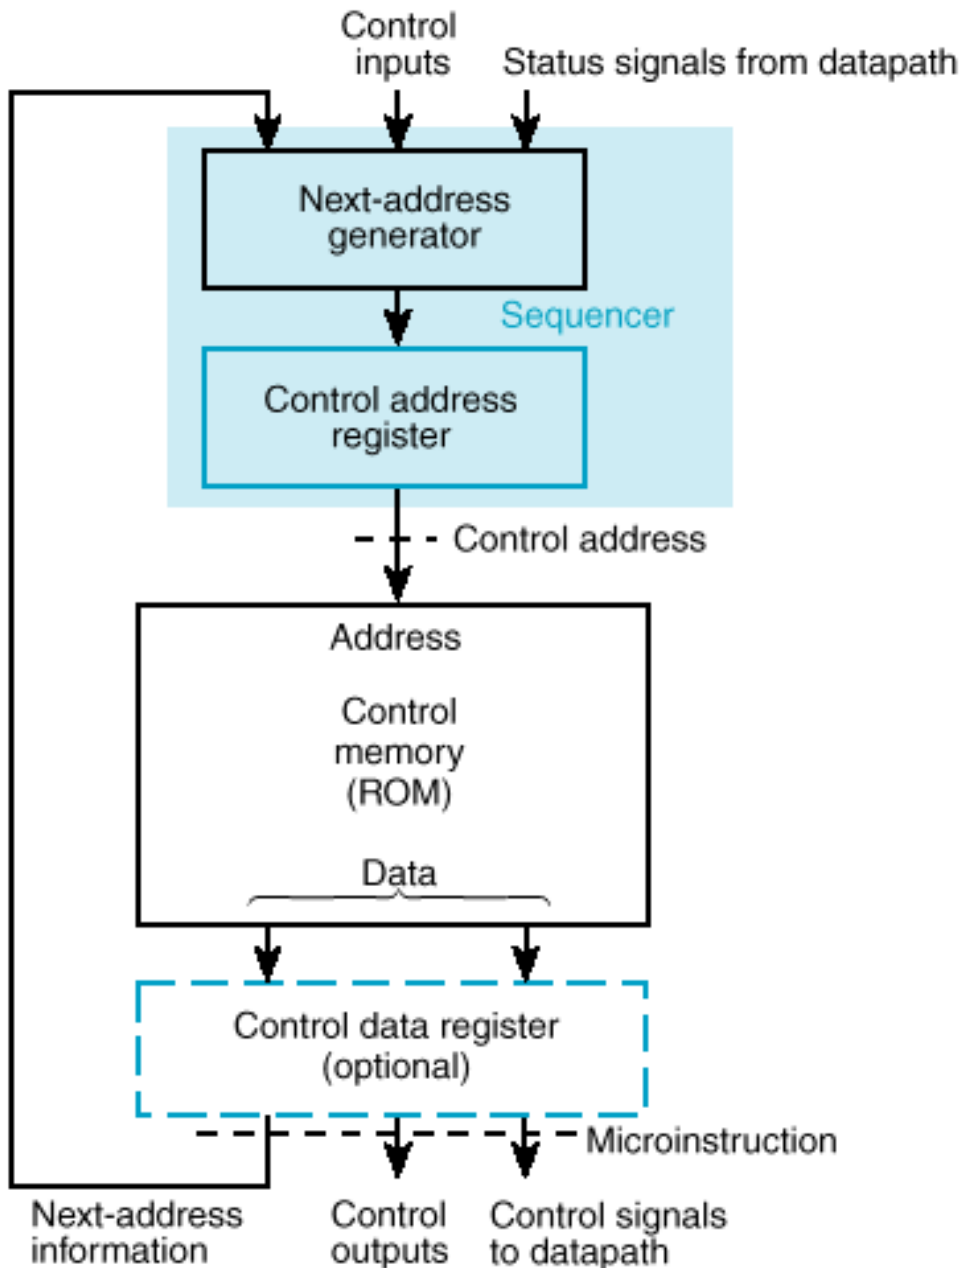 Control
inputs
Status signals from datapath
Next-address
generator
Sequencer
Control address
register
Control address
Address
Control
memory
(ROM)
Data
Control data register
(optional)
Microinstruction
Next-address
information
Control
outputs
Control signals
to datapath